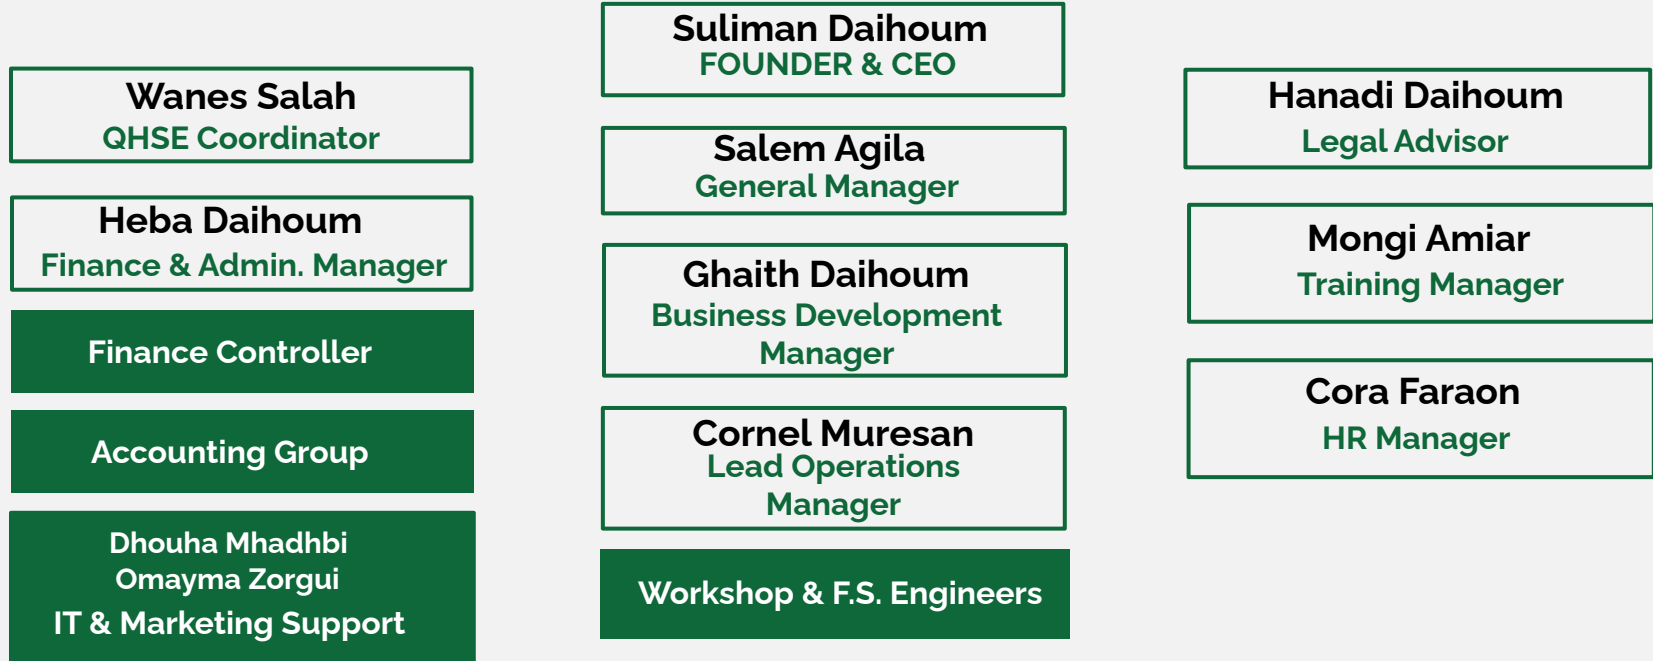 Suliman Daihoum
FOUNDER & CEO
Wanes Salah
QHSE Coordinator
Heba Daihoum
Finance & Admin. Manager
Finance Controller
Accounting Group
Dhouha Mhadhbi
Omayma Zorgui
IT & Marketing Support
Salem Agila
General Manager
Ghaith Daihoum
Business Development
Manager
Cornel Muresan
Lead Operations
Manager
Workshop & F.S. Engineers
Hanadi Daihoum
Legal Advisor
Mongi Amiar
Training Manager
Cora Faraon
HR Manager